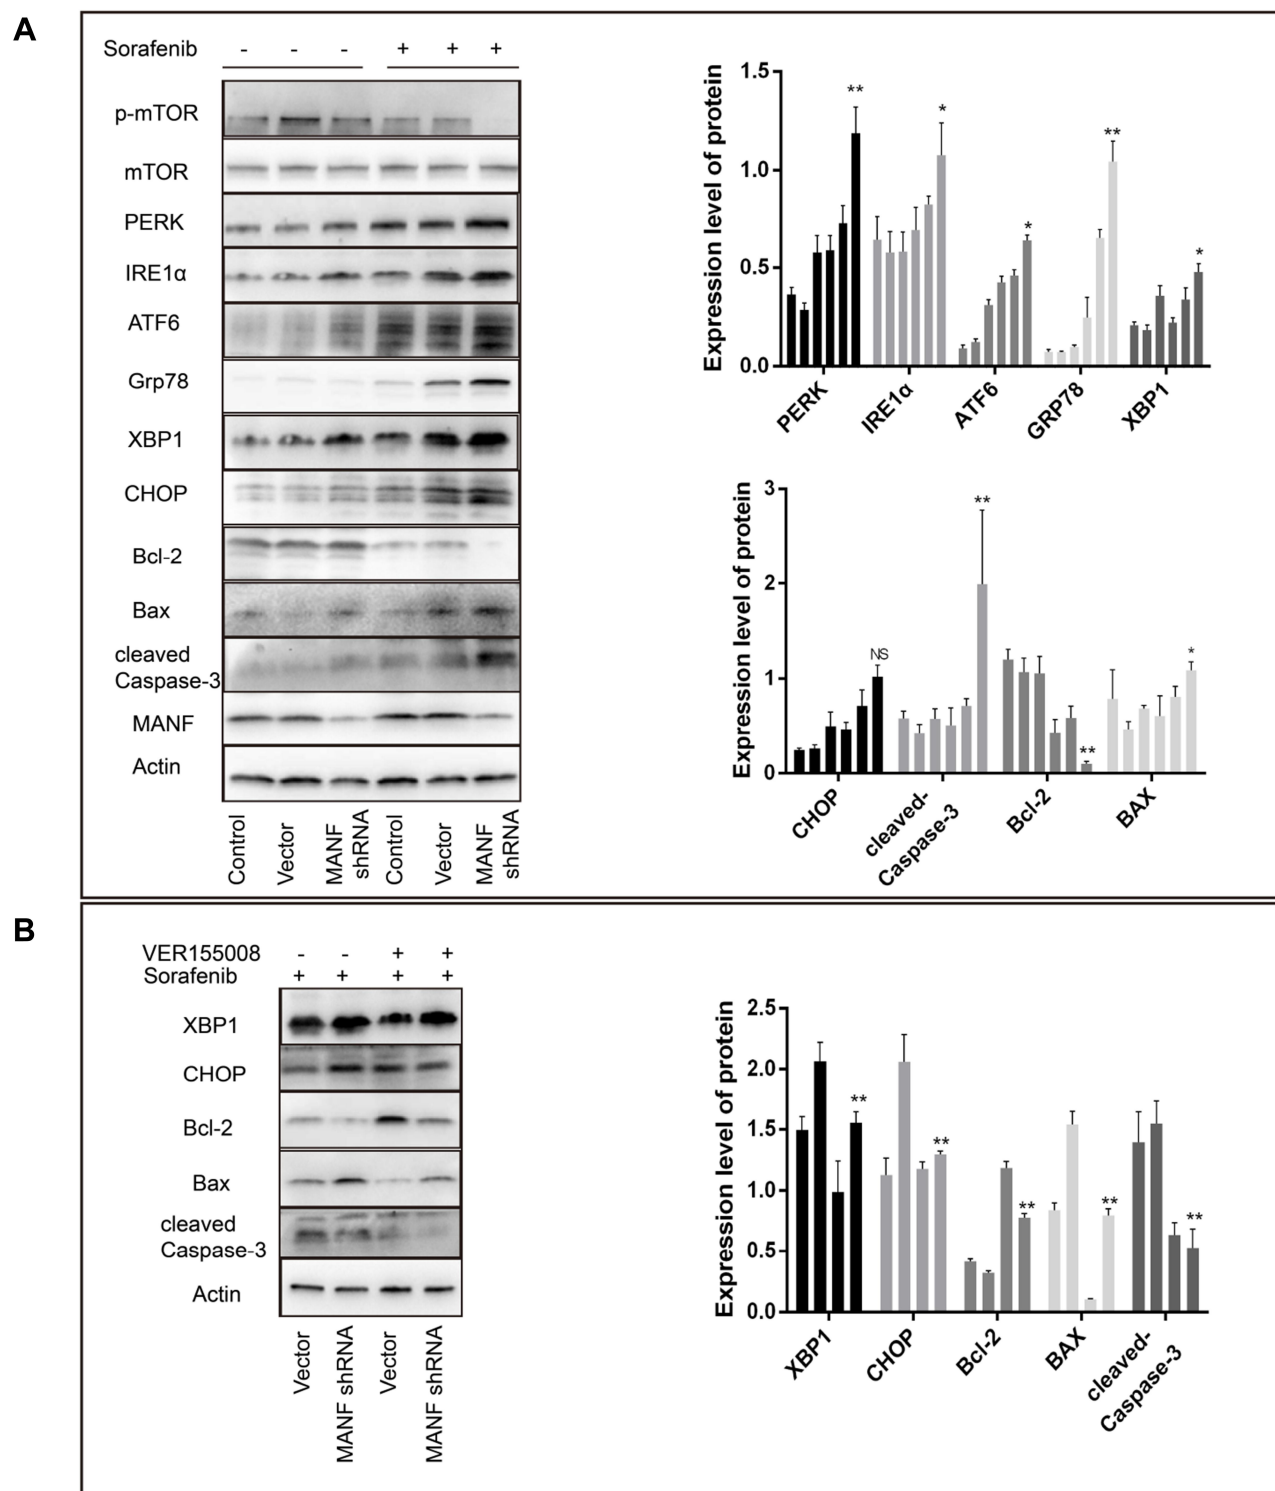 A
Sorafenib - - - + + +
p-mTOR
mTOR
PERK
IRE1α
ATF6
Grp78
XBP1
CHOP
Bcl-2
Bax
cleaved
Caspase-3
MANF
Actin
Control
Vector
MANF
shRNA
Control
Vector
MANF
shRNA
Expression level of protein
1.5
1.0
0.5
0.0
**
*
*
**
*
PERK
IRE1α
ATF6
GRP78
XBP1
Expression level of protein
3
2
1
0
NS
**
**
*
CHOP
cleaved-
Caspase-3
Bcl-2
BAX
B
VER155008 - - + +
Sorafenib + + + +
XBP1
CHOP
Bcl-2
Bax
cleaved
Caspase-3
Actin
Vector
MANF shRNA
Vector
MANF shRNA
Expression level of protein
2.5
2.0
1.5
1.0
0.5
0.0
**
**
**
**
**
XBP1
CHOP
Bcl-2
BAX
cleaved-
Caspase-3